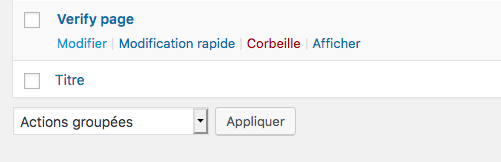 Verify page
Modifier | Modification rapide | Corbeille | Afficher
Titre
Actions groupées Appliquer